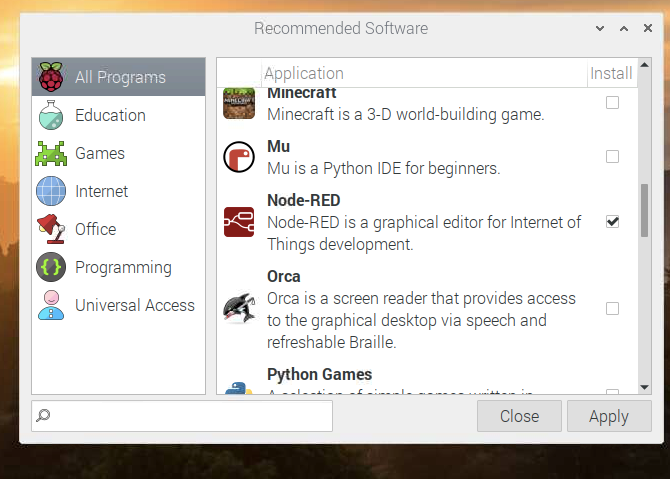 Recommended Software
All Programs
Education
Games
Internet
Office
Programming
Universal Access
Application Install
Minecraft
Minecraft is a 3-D world-building game.
Mu
Mu is a Python IDE for beginners.
Node-RED
Node-RED is a graphical editor for Internet of
Things development.
Orca
Orca is a screen reader that provides access
to the graphical desktop via speech and
refreshable Braille.
Python Games
A selection of simple games written in
Close Apply